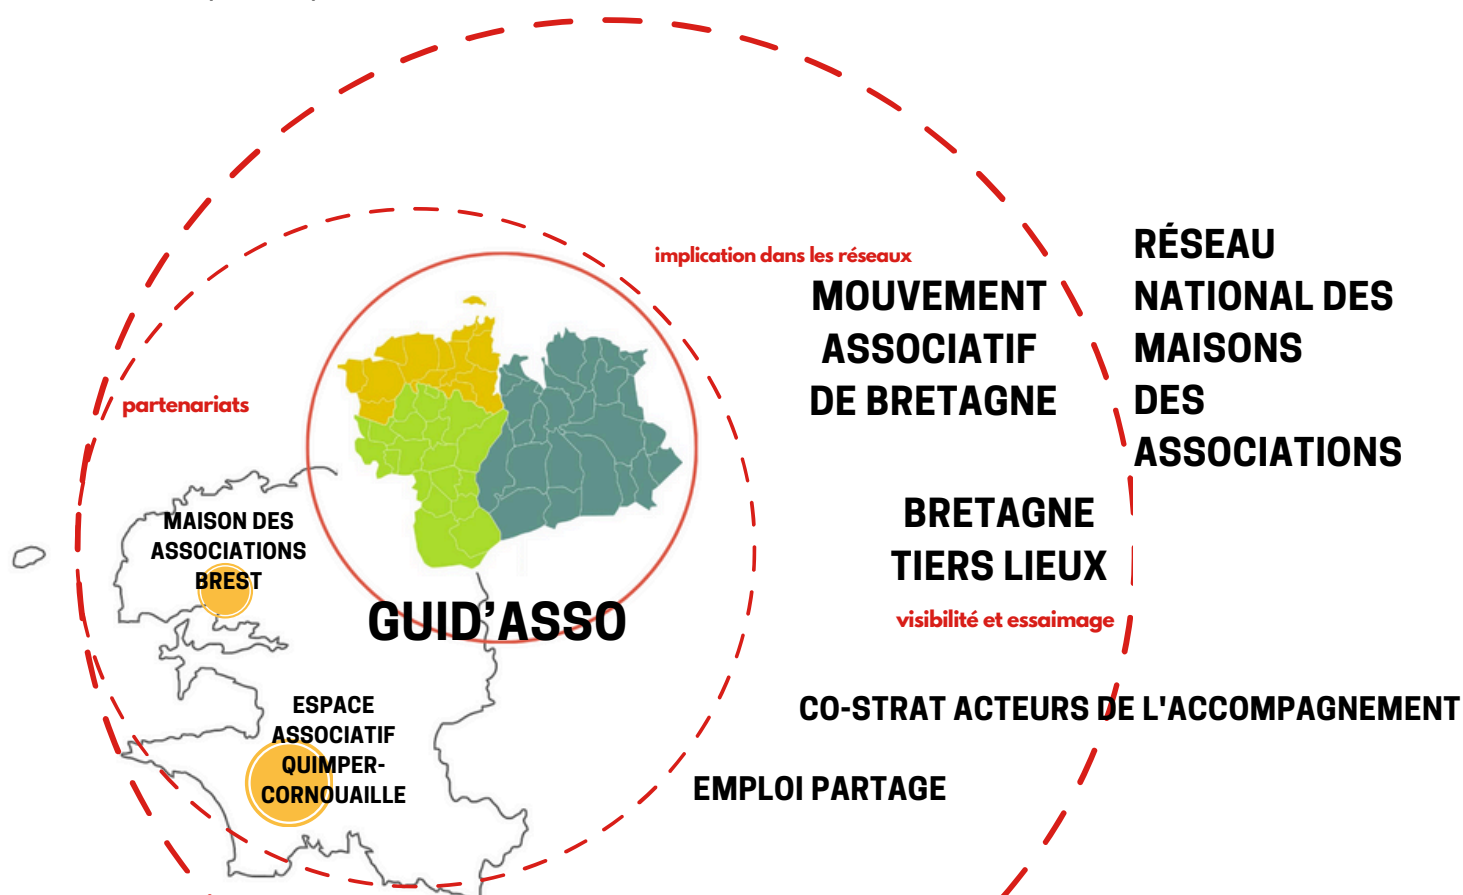 implication dans les réseaux
MOUVEMENT
ASSOCIATIF
DE BRETAGNE
RÉSEAU
NATIONAL DES
MAISONS
DES
ASSOCIATIONS
partenariats
MAISON DES
ASSOCIATIONS
BREST
GUID'ASSO
BRETAGNE
TIERS LIEUX
visibilité et essaimage
ESPACE
ASSOCIATIF
QUIMPER-
CORNOUAILLE
CO-STRAT ACTEURS DE L'ACCOMPAGNEMENT
EMPLOI PARTAGE